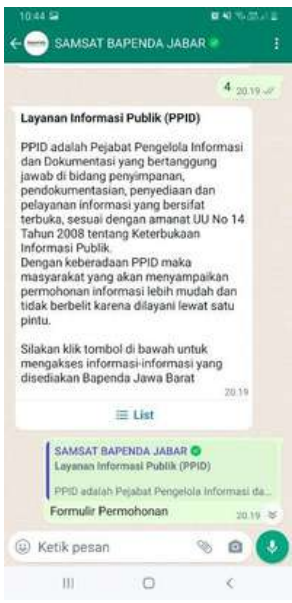 10:44
SAMSAT BAPENDA JABAR
4 20.19
Layanan Informasi Publik (PPID)
PPID adalah Pejabat Pengelola Informasi
dan Dokumentasi yang bertanggung
jawab di bidang penyimpanan,
pendokumentasian, penyediaan dan
pelayanan informasi yang bersifat
terbuka, sesuai dengan amanat UU No 14
Tahun 2008 tentang Keterbukaan
Informasi Publik.
Dengan keberadaan PPID maka
masyarakat yang akan menyampaikan
permohonan informasi lebih mudah dan
tidak berbelit karena dilayani lewat satu
pintu.
Silakan klik tombol di bawah untuk
mengakses informasi-informasi yang
disediakan Bapenda Jawa Barat
20.19
List
SAMSAT BAPENDA JABAR
Layanan Informasi Publik (PPID)
PPID adalah Pejabat Pengelola Informasi da...
Formulir Permohonan 20.19
Ketik pesan